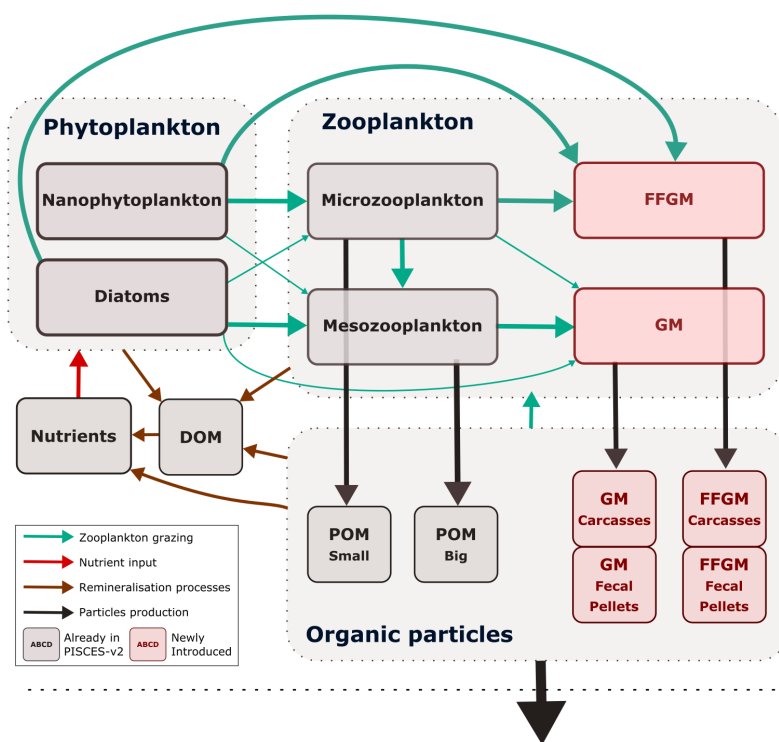 Phytoplankton
Zooplankton
Nanophytoplankton
Microzooplankton
FFGM
Diatoms
Mesozooplankton
GM
Nutrients
DOM
POM
Small
POM
Big
GM
Carcasses
GM
Fecal
Pellets
FFGM
Carcasses
FFGM
Fecal
Pellets
Organic particles
Zooplankton grazing
Nutrient input
Remineralisation processes
Particles production
ABCD
Already in
PISCES-v2
ABCD
Newly
Introduced